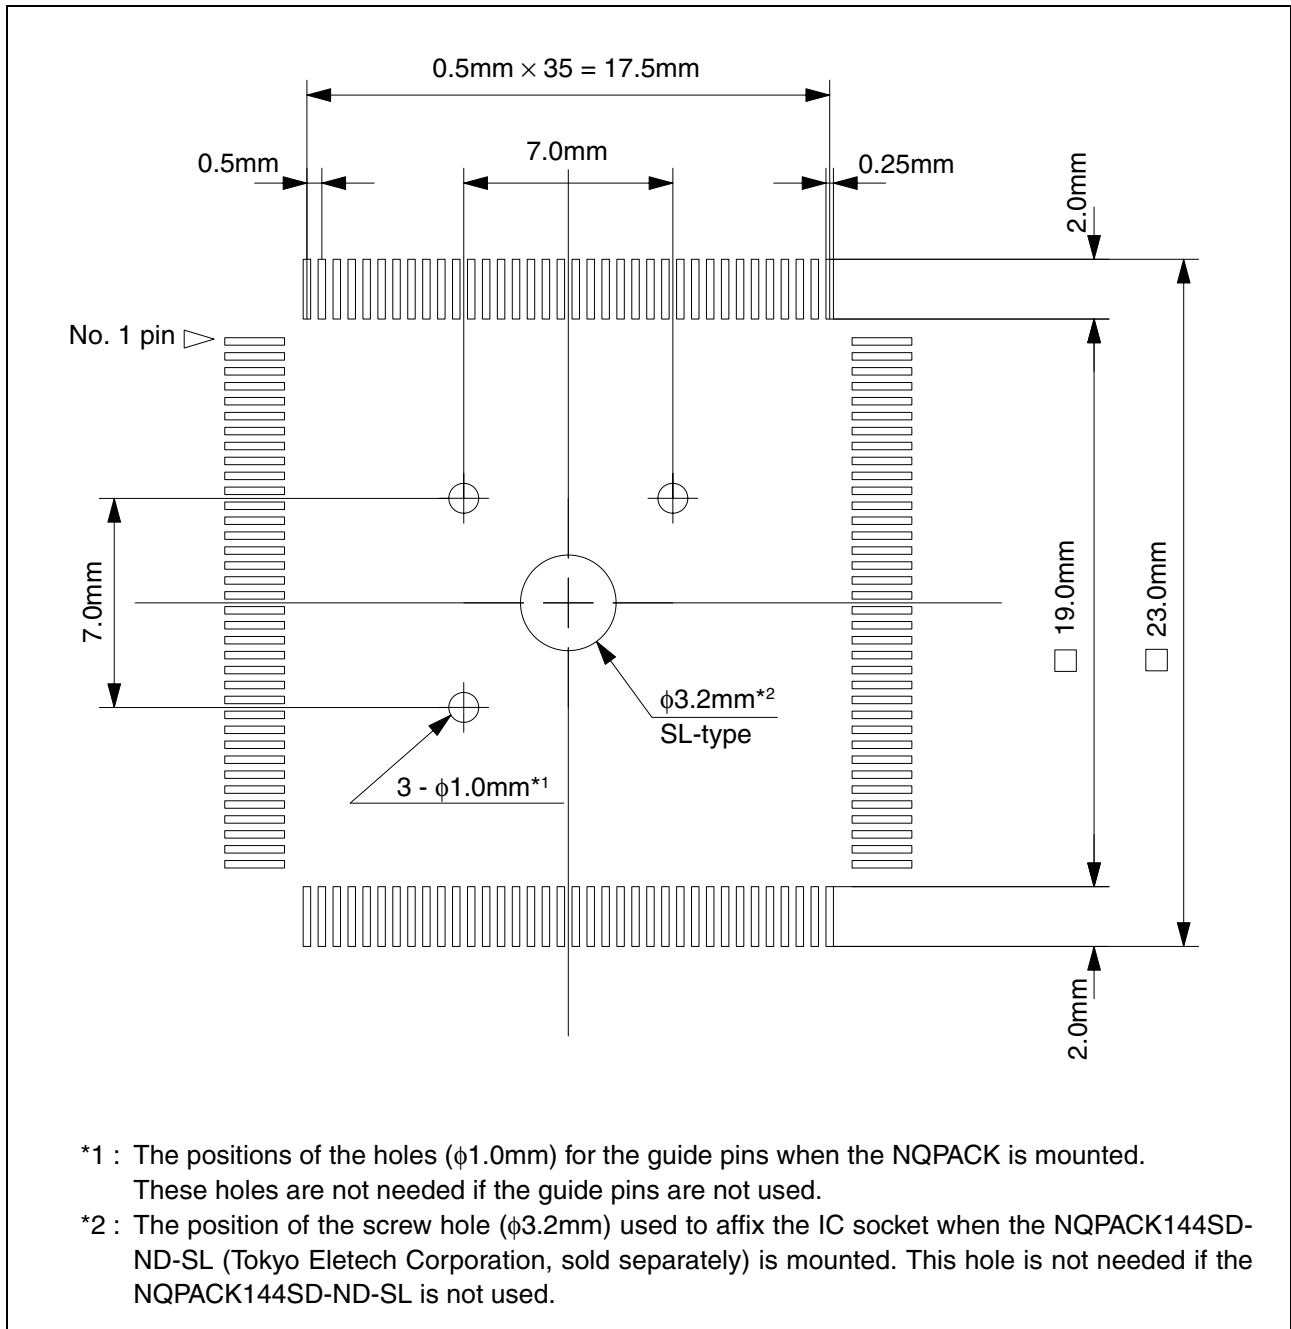 0.5mm × 35 = 17.5mm
0.5mm
7.0mm
0.25mm
2.0mm
No. 1 pin
7.0mm
□ 19.0mm
□ 23.0mm
ϕ3.2mm*2
SL-type
3 - ϕ1.0mm*1
2.0mm
*1 : The positions of the holes (ϕ1.0mm) for the guide pins when the NQPACK is mounted.
These holes are not needed if the guide pins are not used.
*2 : The position of the screw hole (ϕ3.2mm) used to affix the IC socket when the NQPACK144SD-
ND-SL (Tokyo Eletech Corporation, sold separately) is mounted. This hole is not needed if the
NQPACK144SD-ND-SL is not used.